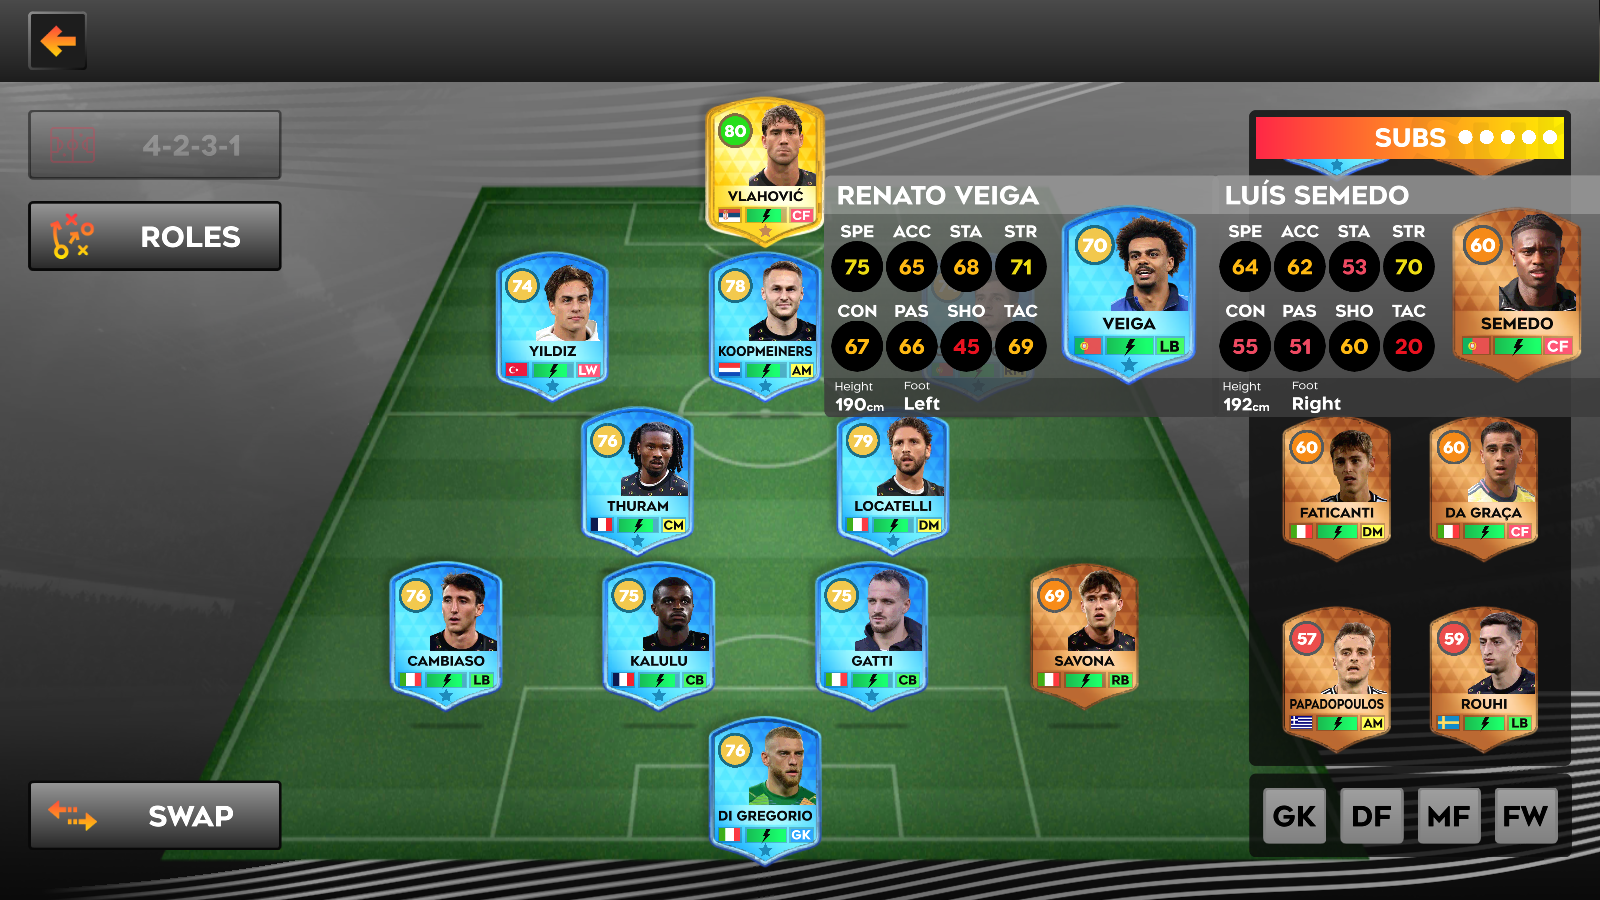 4-2-3-1
ROLES
SWAP
80
VLAHOVIĆ
CF
74
YILDIZ
LW
78
KOOPMEINERS
AM
RM
76
THURAM
CM
79
LOCATELLI
DM
76
CAMBIASO
LB
75
KALULU
CB
75
GATTI
CB
69
SAVONA
RB
76
DI GREGORIO
GK
RENATO VEIGA
SPE ACC STA STR
75 65 68 71
CON PAS SHO TAC
67 66 45 69
Height Foot
190cm Left
70
VEIGA
LB
SUBS
LUÍS SEMEDO
SPE ACC STA STR
64 62 53 70
CON PAS SHO TAC
55 51 60 20
Height Foot
192cm Right
60
SEMEDO
CF
60
FATICANTI
DM
60
DA GRAÇA
CF
57
PAPADOPOULOS
AM
59
ROUHI
LB
GK DF MF FW